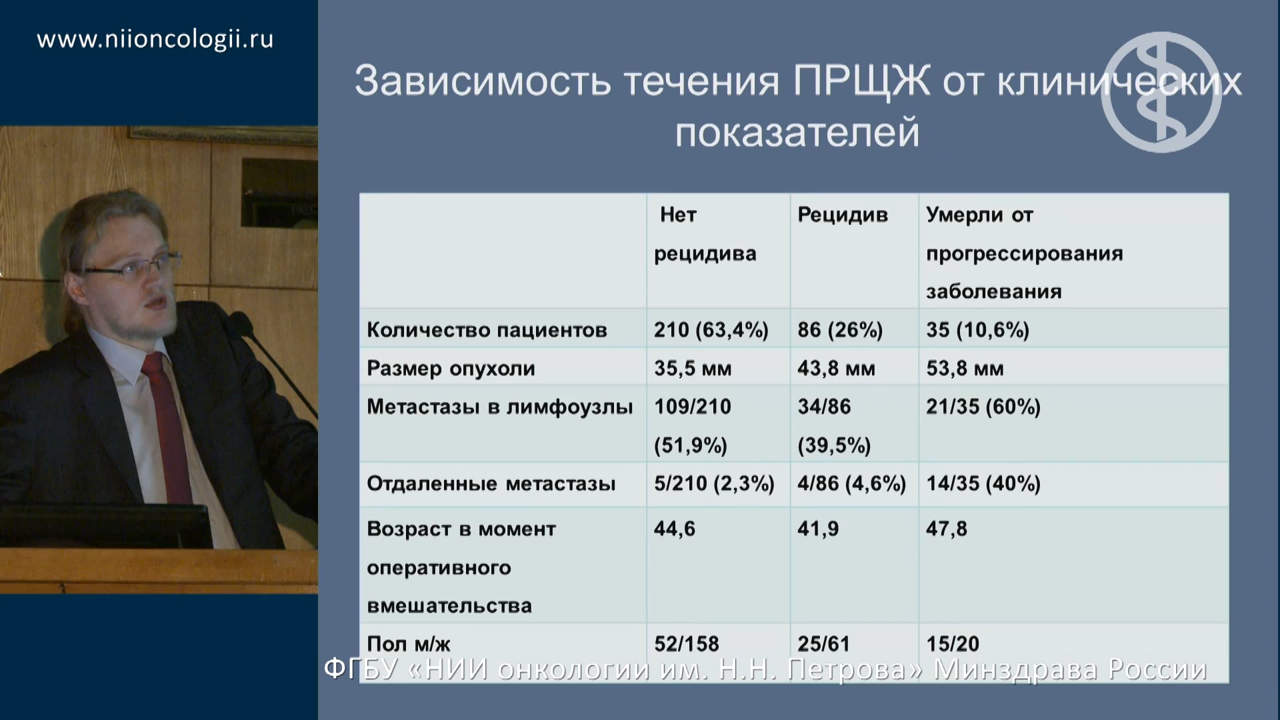 www.niioncologii.ru
Зависимость течения ПРЩЖ от клинических
показателей
Нет
рецидива
Рецидив
Умерли от
прогрессирования
заболевания
Количество пациентов
210 (63,4%)
86 (26%)
35 (10,6%)
Размер опухоли
35,5 мм
43,8 мм
53,8 мм
Метастазы в лимфоузлы
109/210
(51,9%)
34/86
(39,5%)
21/35 (60%)
Отдаленные метастазы
5/210 (2,3%)
4/86 (4,6%)
14/35 (40%)
Возраст в момент
оперативного
вмешательства
44,6
41,9
47,8
Пол м/ж
52/158
25/61
15/20
ФГБУ «НИИ онкологии им. Н.Н. Петрова» Минздрава России